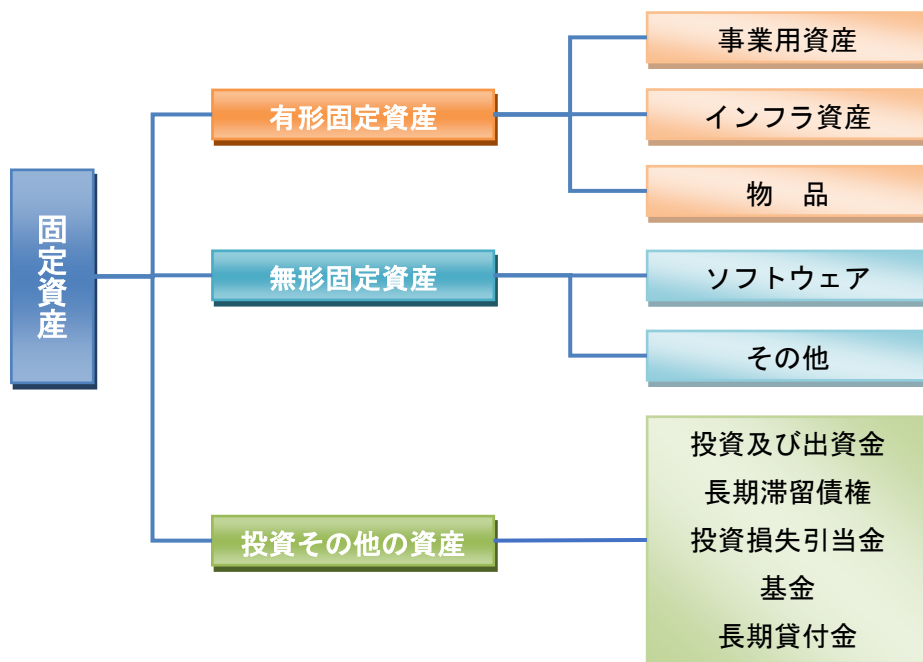 固定資産
有形固定資産
事業用資産
インフラ資産
物　品
無形固定資産
ソフトウェア
その他
投資その他の資産
投資及び出資金
長期滞留債権
投資損失引当金
基金
長期貸付金